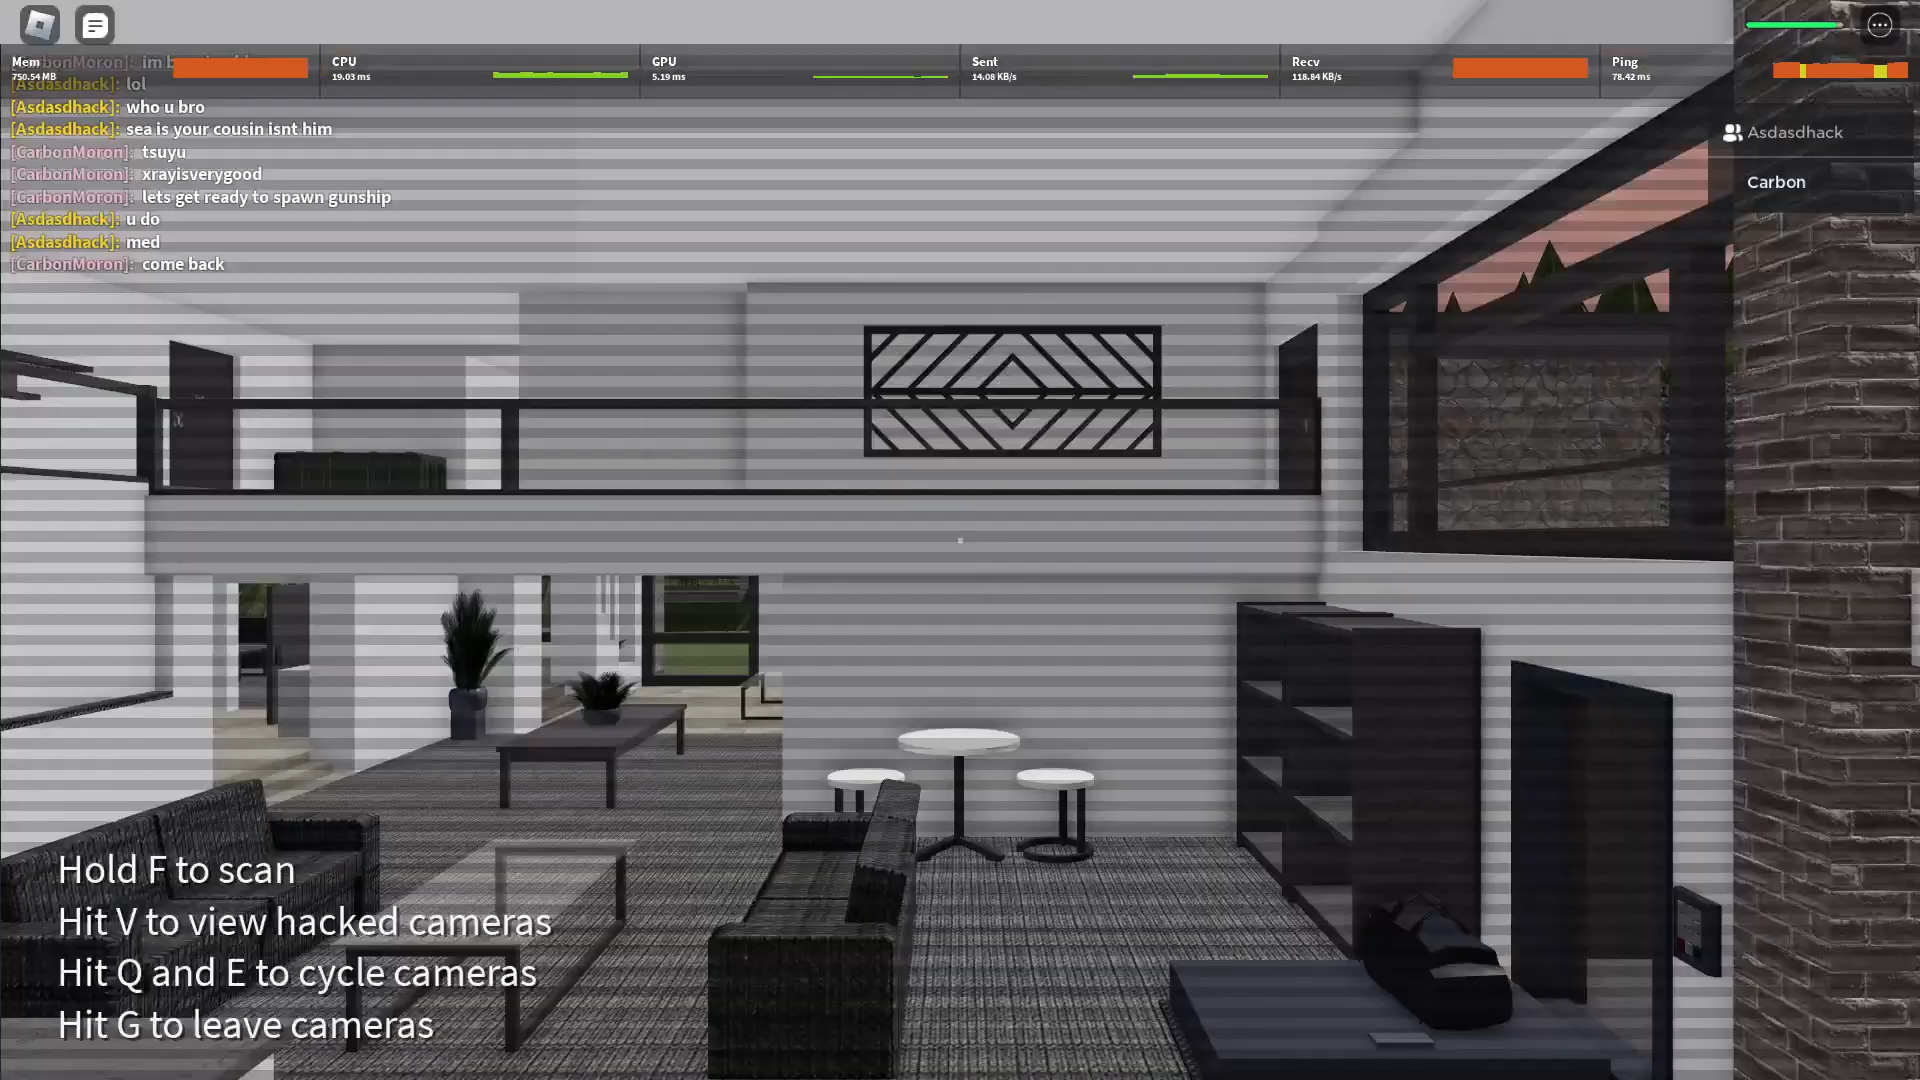 Mem
750.54 MB
CPU
19.03 ms
GPU
5.19 ms
Sent
14.08 KB/s
Recv
118.84 KB/s
Ping
78.42 ms
[CarbonMoron]: im
[Asdasdhack]: lol
[Asdasdhack]: who u bro
[Asdasdhack]: sea is your cousin isnt him
[CarbonMoron]: tsuyu
[CarbonMoron]: xrayisverygood
[CarbonMoron]: lets get ready to spawn gunship
[Asdasdhack]: u do
[Asdasdhack]: med
[CarbonMoron]: come back
Asdasdhack
Carbon
Hold F to scan
Hit V to view hacked cameras
Hit Q and E to cycle cameras
Hit G to leave cameras